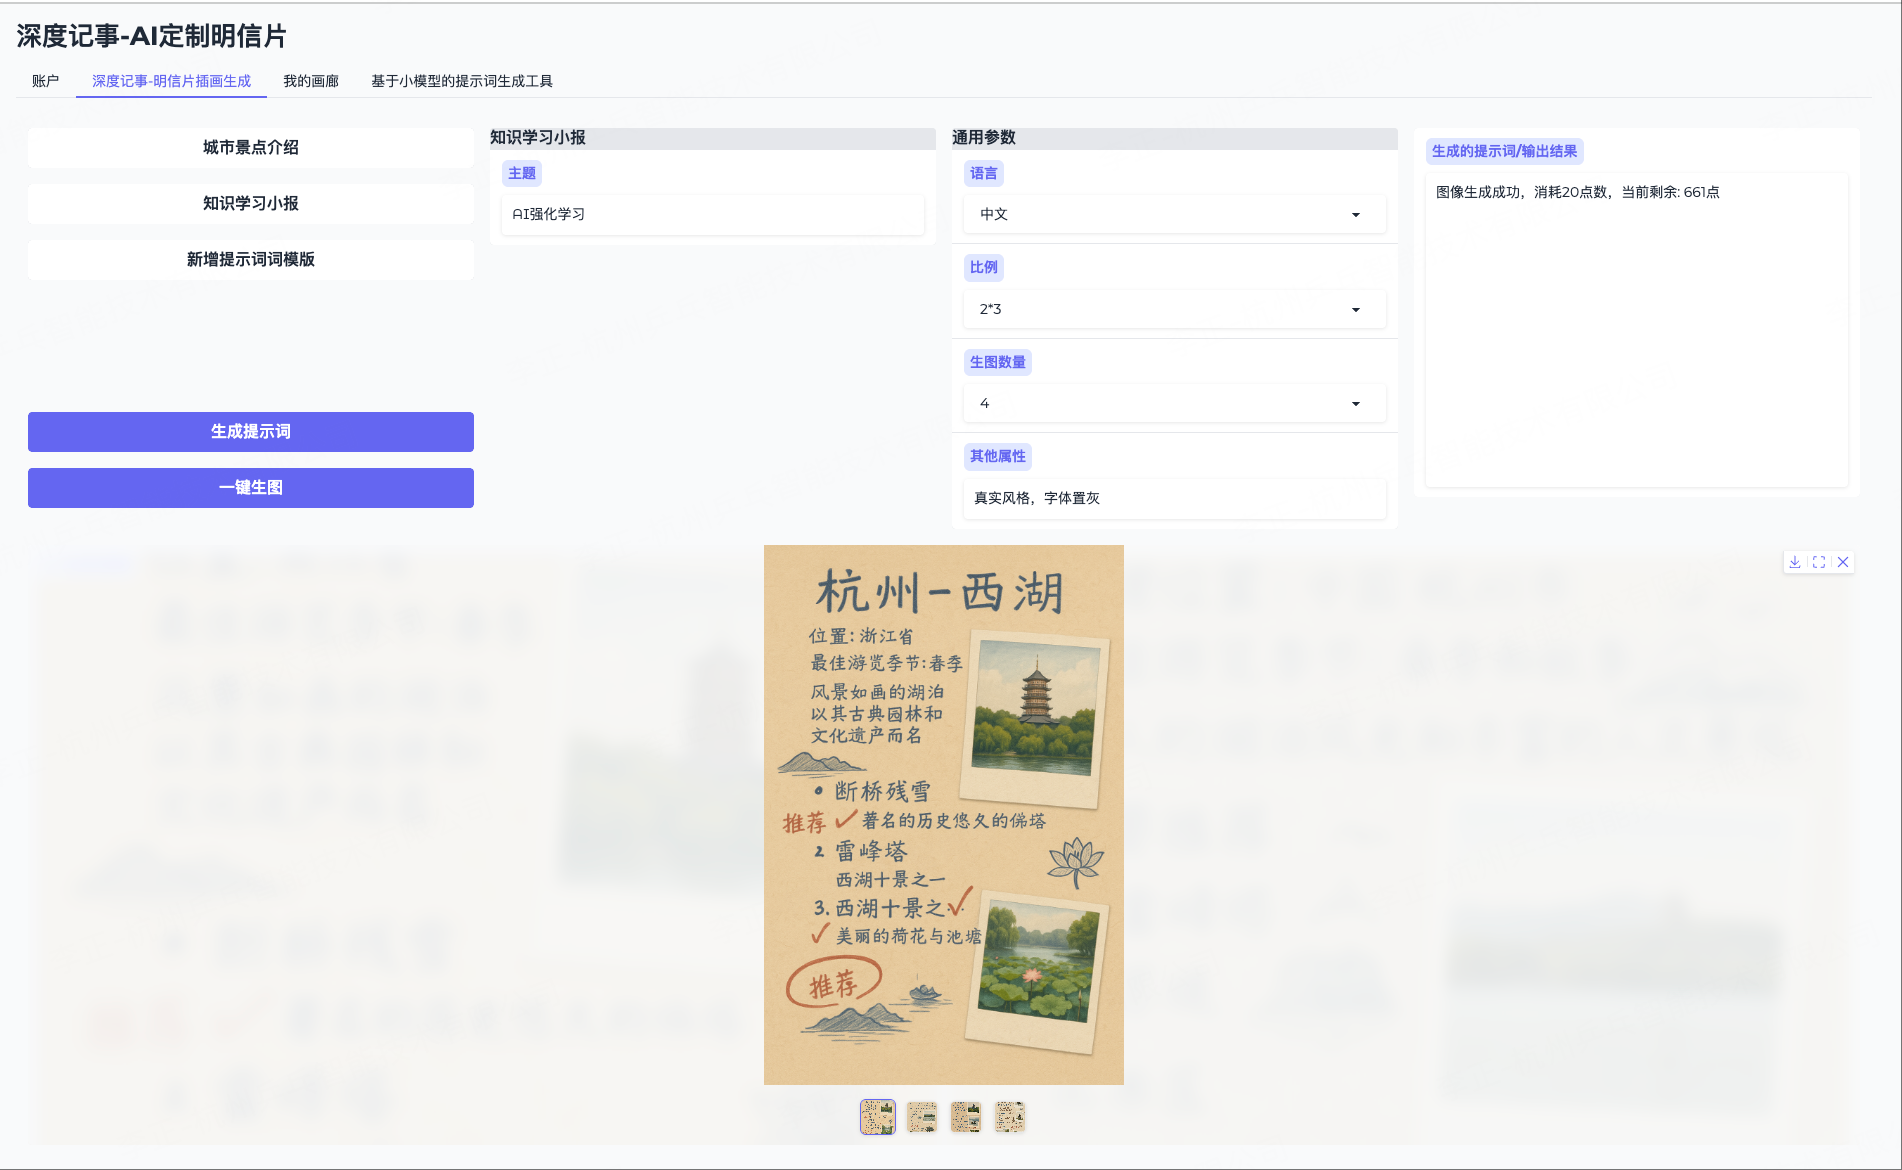 深度记事-AI定制明信片
账户
深度记事-明信片插画生成
我的画廊
基于小模型的提示词生成工具
城市景点介绍
知识学习小报
新增提示词词模版
生成提示词
一键生图
知识学习小报
主题
AI强化学习
通用参数
语言
中文
比例
2*3
生图数量
4
其他属性
真实风格，字体置灰
生成的提示词/输出结果
图像生成成功，消耗20点数，当前剩余: 661点
杭州-西湖
位置:浙江省
最佳游览季节:春季
风景如画的湖泊
以其古典园林和
文化遗产而名
• 断桥残雪
推荐 ✓ 著名的历史悠久的佛塔
2 雷峰塔
西湖十景之一
3. 西湖十景之· ✓
✓ 美丽的荷花与池塘
推荐